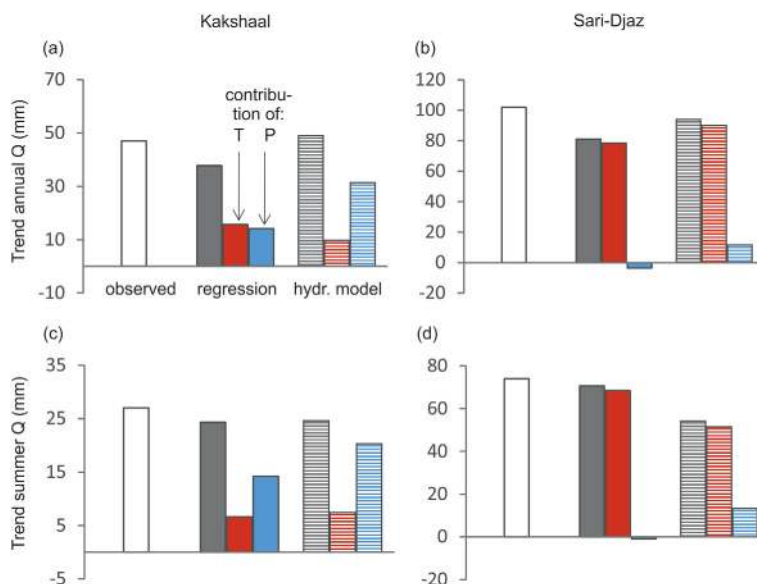 Kakshaal
Sari-Djaz
(a)
(b)
Trend annual Q (mm)
70
50
30
10
-10
contribu-
tion of:
T P
observed regression hydr. model
120
100
80
60
40
20
0
-20
(c)
(d)
Trend summer Q (mm)
35
25
15
5
-5
80
60
40
20
0
-20